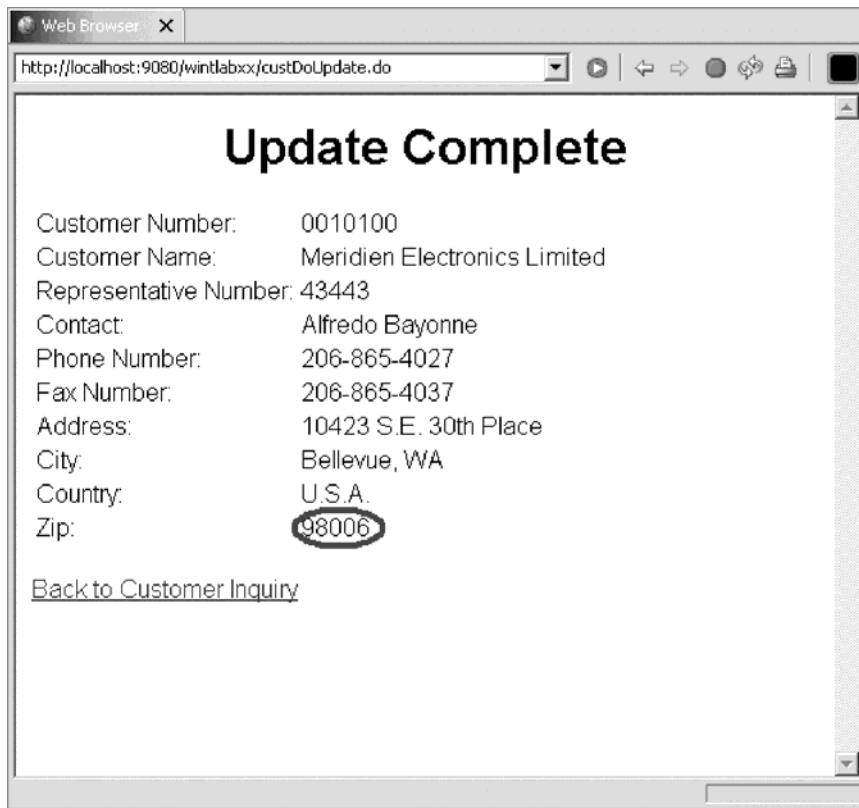 Web Browser
http://localhost:9080/wintlabxx/custDoUpdate.do
Update Complete
Customer Number: 0010100
Customer Name: Meridien Electronics Limited
Representative Number: 43443
Contact: Alfredo Bayonne
Phone Number: 206-865-4027
Fax Number: 206-865-4037
Address: 10423 S.E. 30th Place
City: Bellevue, WA
Country: U.S.A.
Zip: 98006
Back to Customer Inquiry